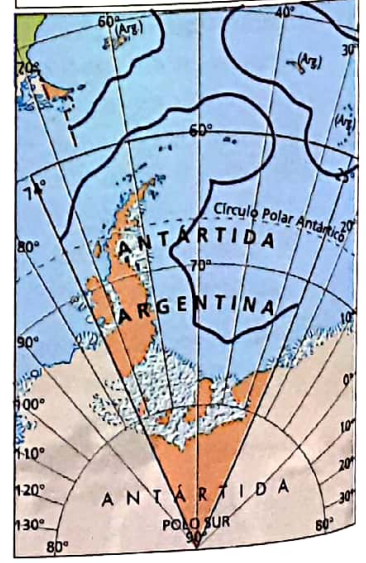 60°
(Arg)
40°
(Arg)
30°
70°
(Arg)
60°
74°
25°
Círculo Polar Antártico
20°
ANTÁRTIDA
80°
70°
ARGENTINA
10°
90°
100°
0°
110°
10°
120°
20°
ANTÁRTIDA
30°
130°
POLO SUR
80°
90°
80°